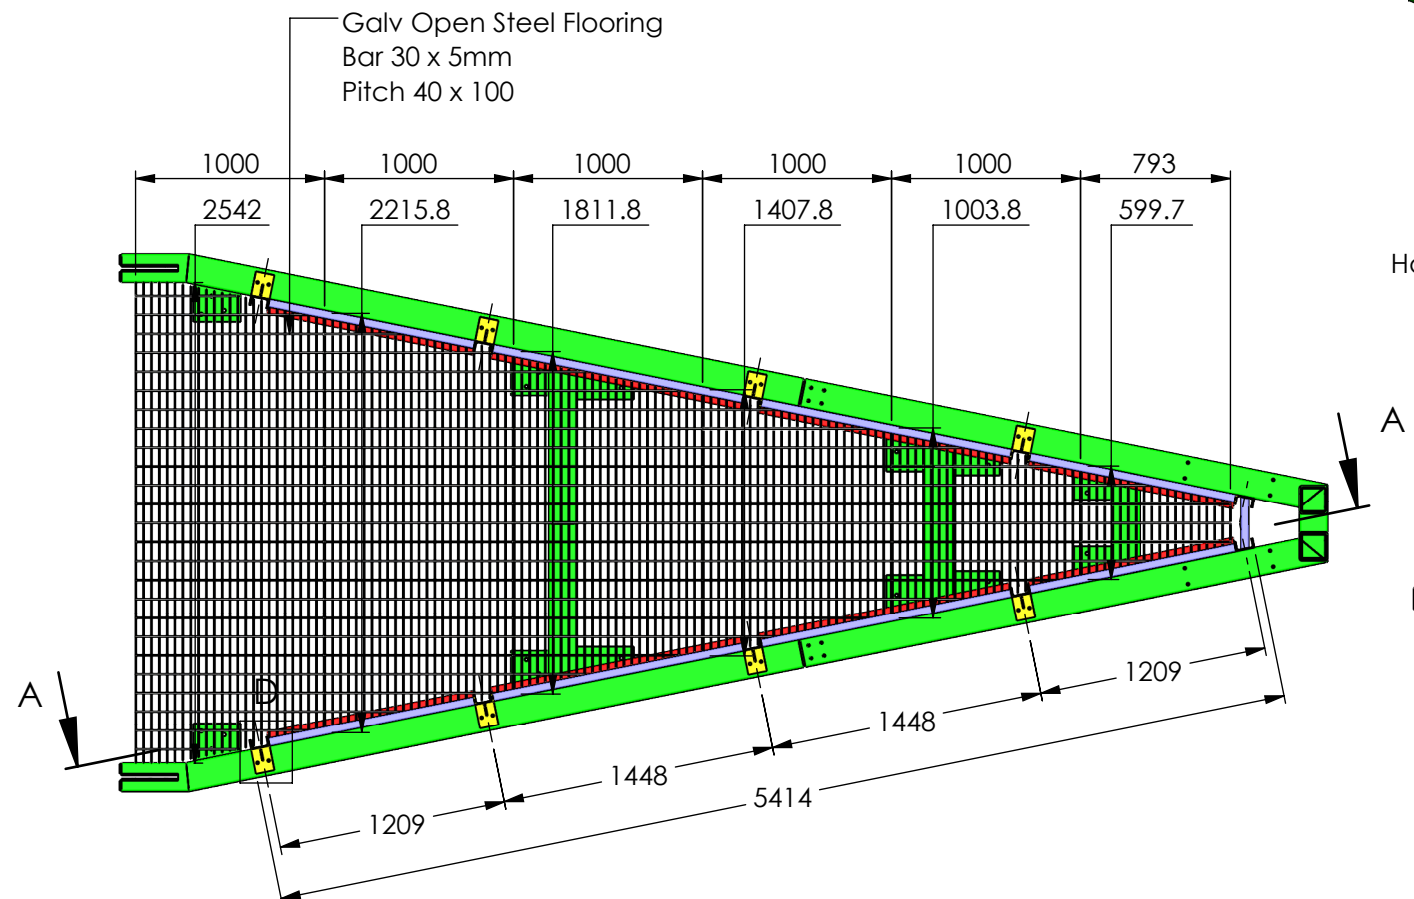 Galv Open Steel Flooring
Bar 30 x 5mm
Pitch 40 x 100
1000 1000 1000 1000 1000 793
2542 2215.8 1811.8 1407.8 1003.8 599.7
A
A
D
1209
1448
1448
5414
1209